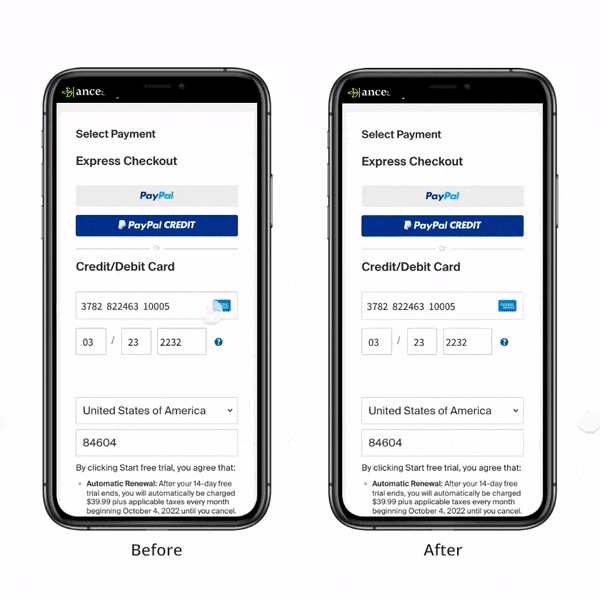 ances
Select Payment
Express Checkout
PayPal
PayPal CREDIT
Or
Credit/Debit Card
3782 822463 10005
03 / 23 2232 ?
United States of America
84604
By clicking Start free trial, you agree that:
• Automatic Renewal: After your 14-day free
trial ends, you will automatically be charged
$39.99 plus applicable taxes every month
beginning October 4, 2022 until you cancel.
Before
ances
Select Payment
Express Checkout
PayPal
PayPal CREDIT
Or
Credit/Debit Card
3782 822463 10005
03 / 23 2232 ?
United States of America
84604
By clicking Start free trial, you agree that:
• Automatic Renewal: After your 14-day free
trial ends, you will automatically be charged
$39.99 plus applicable taxes every month
beginning October 4, 2022 until you cancel.
After